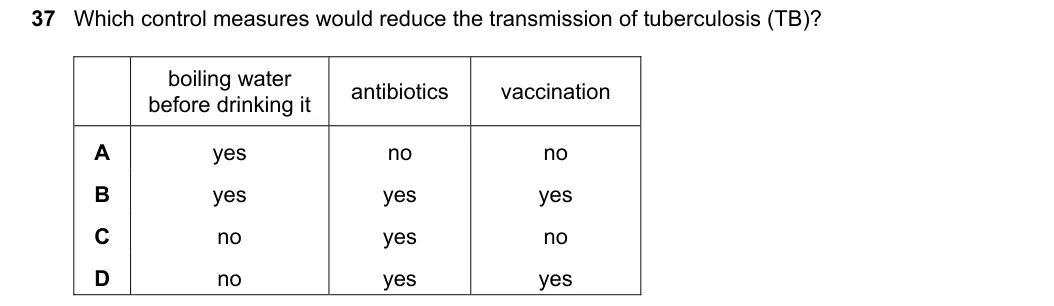 37 Which control measures would reduce the transmission of tuberculosis (TB)?
boiling water
before drinking it
antibiotics
vaccination
A yes no no
B yes yes yes
C no yes no
D no yes yes